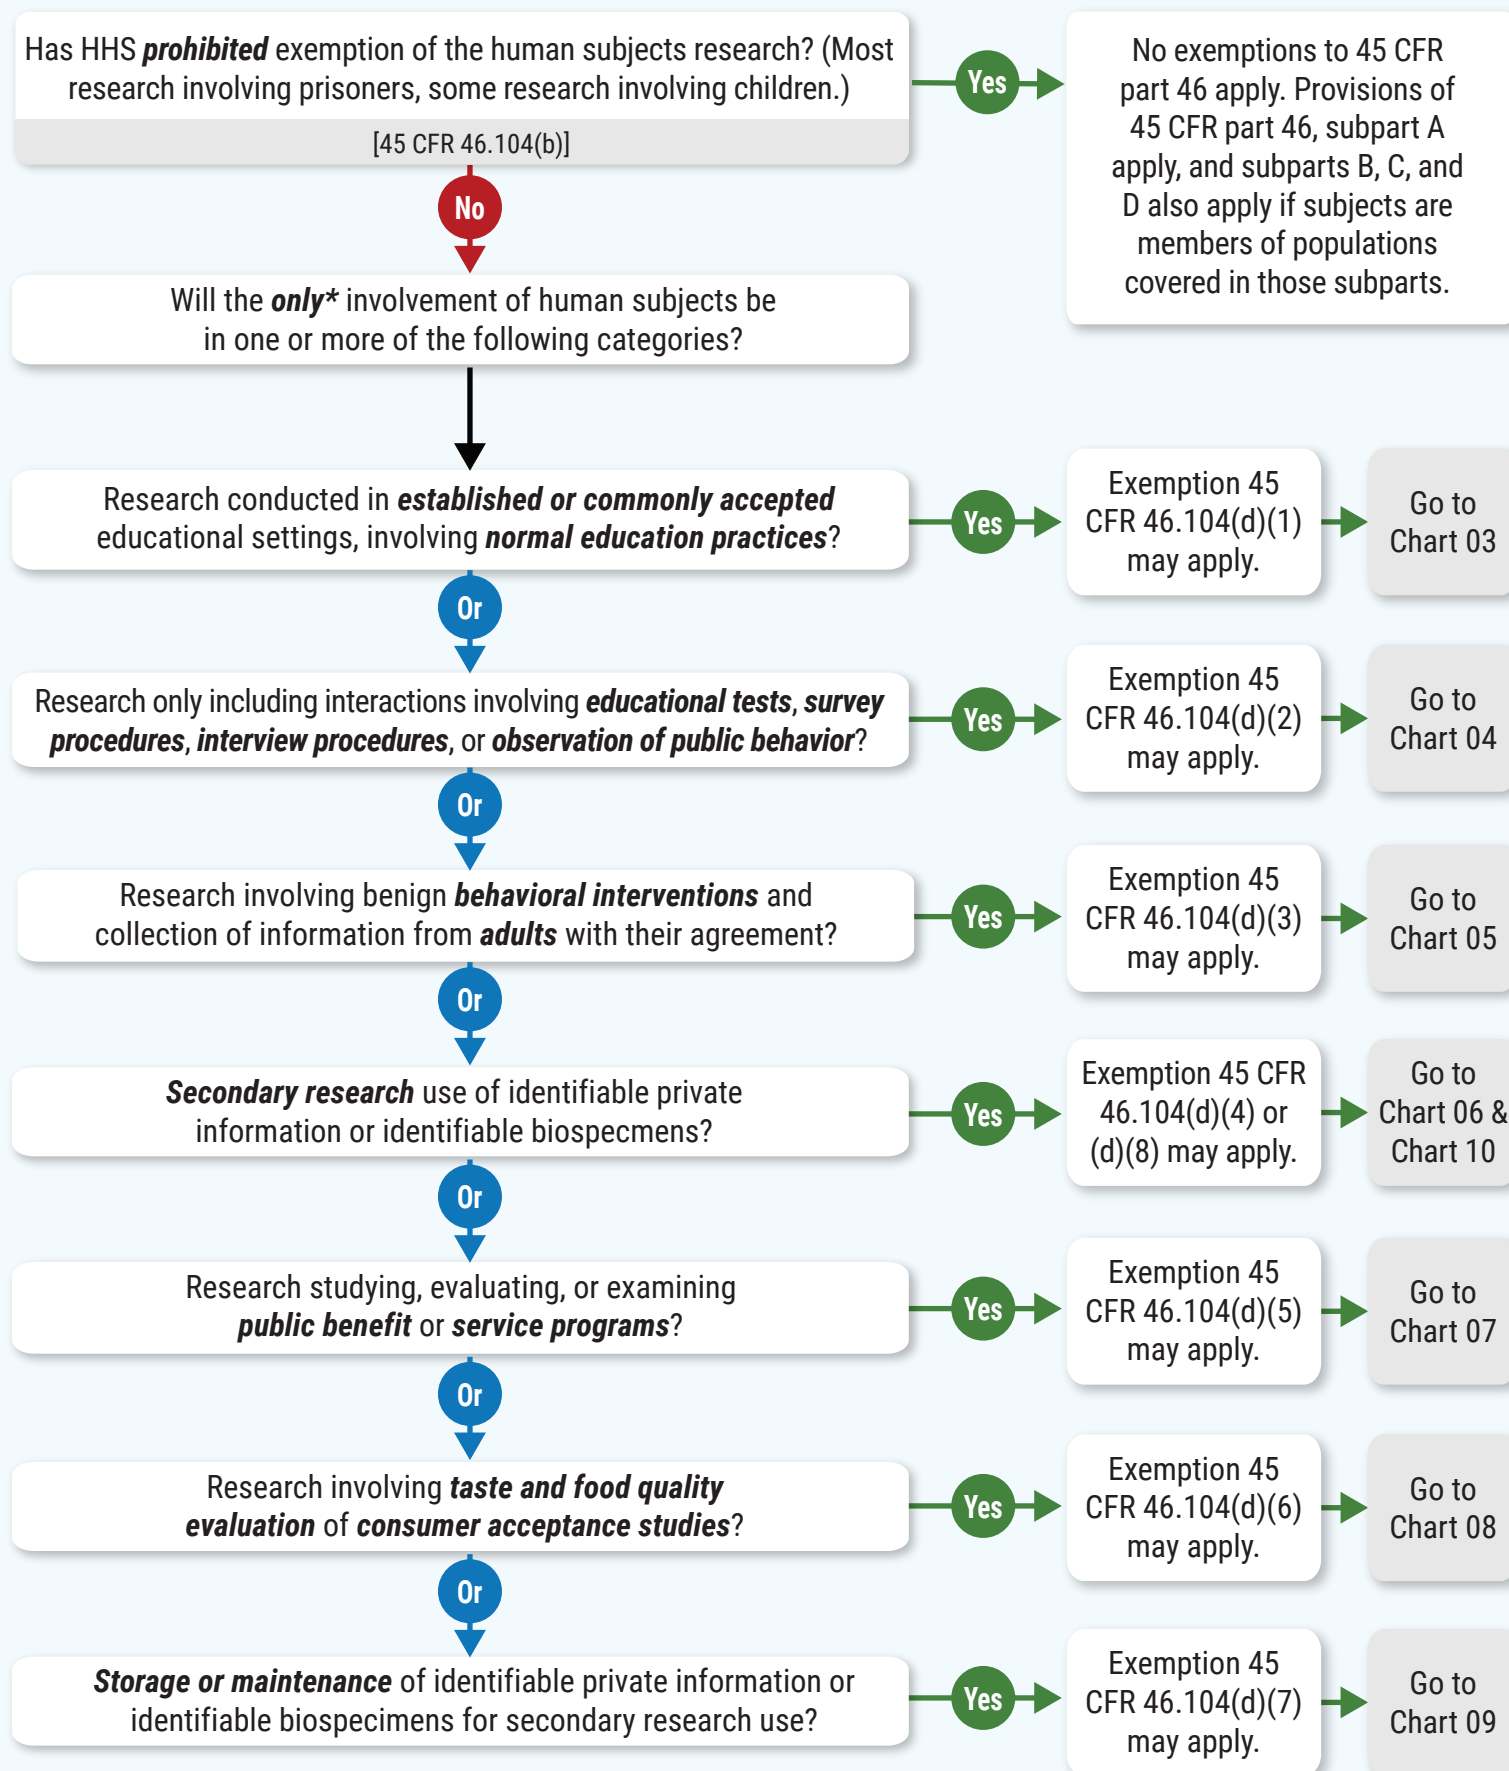 Has HHS prohibited exemption of the human subjects research? (Most
research involving prisoners, some research involving children.)
[45 CFR 46.104(b)]
Yes
No exemptions to 45 CFR
part 46 apply. Provisions of
45 CFR part 46, subpart A
apply, and subparts B, C, and
D also apply if subjects are
members of populations
covered in those subparts.
No
Will the only* involvement of human subjects be
in one or more of the following categories?
Research conducted in established or commonly accepted
educational settings, involving normal education practices?
Yes
Exemption 45
CFR 46.104(d)(1)
may apply.
Go to
Chart 03
Or
Research only including interactions involving educational tests, survey
procedures, interview procedures, or observation of public behavior?
Yes
Exemption 45
CFR 46.104(d)(2)
may apply.
Go to
Chart 04
Or
Research involving benign behavioral interventions and
collection of information from adults with their agreement?
Yes
Exemption 45
CFR 46.104(d)(3)
may apply.
Go to
Chart 05
Or
Secondary research use of identifiable private
information or identifiable biospecmens?
Yes
Exemption 45 CFR
46.104(d)(4) or
(d)(8) may apply.
Go to
Chart 06 &
Chart 10
Or
Research studying, evaluating, or examining
public benefit or service programs?
Yes
Exemption 45
CFR 46.104(d)(5)
may apply.
Go to
Chart 07
Or
Research involving taste and food quality
evaluation of consumer acceptance studies?
Yes
Exemption 45
CFR 46.104(d)(6)
may apply.
Go to
Chart 08
Or
Storage or maintenance of identifiable private information or
identifiable biospecimens for secondary research use?
Yes
Exemption 45
CFR 46.104(d)(7)
may apply.
Go to
Chart 09